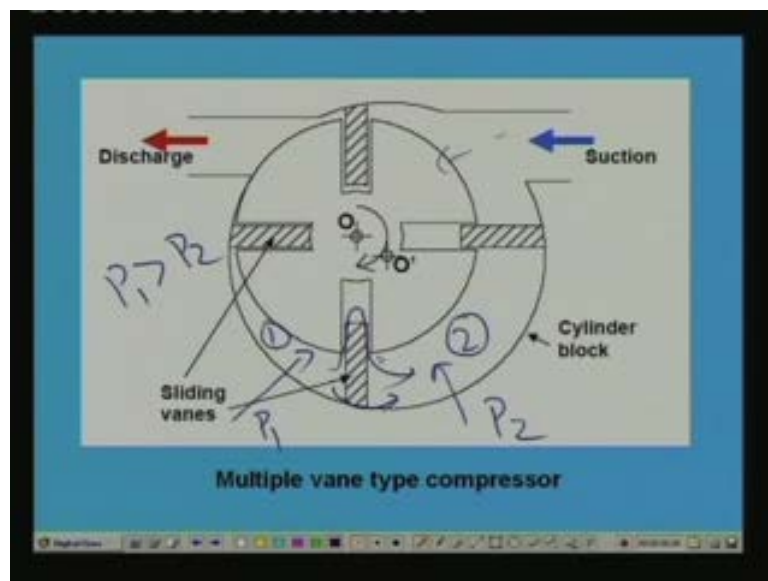 Discharge
Suction
O
O'
P1 > P2
1
2
Cylinder
block
Sliding
vanes
P1
P2
Multiple vane type compressor